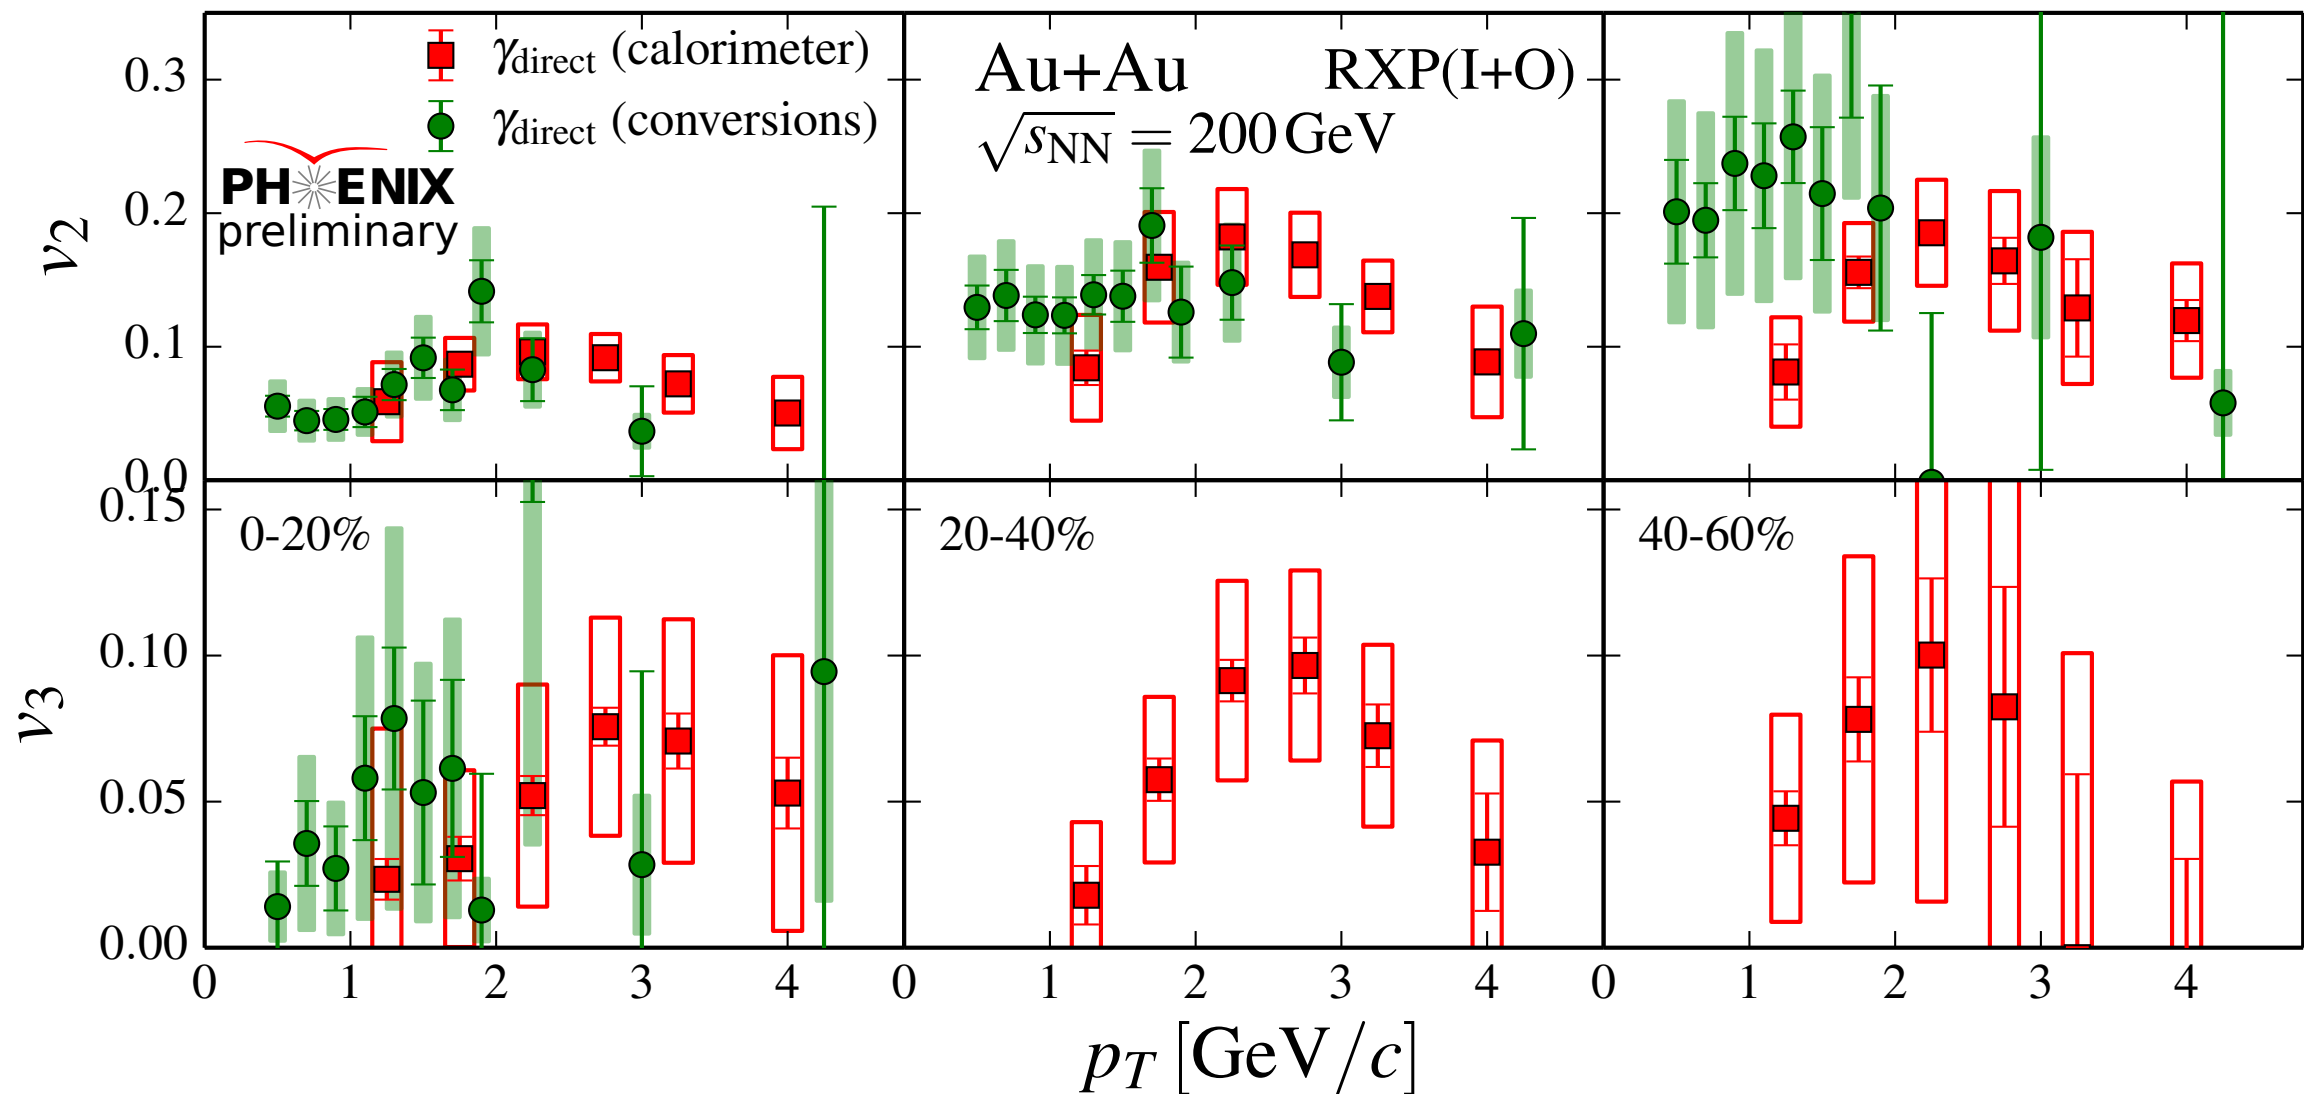 γdirect (calorimeter)
γdirect (conversions)
PHENIX
preliminary
Au+Au
RXP(I+O)
√sNN = 200 GeV
v2
0.3
0.2
0.1
0.0
v3
0.15
0.10
0.05
0.00
0-20%
20-40%
40-60%
0 1 2 3 4 0 1 2 3 4 0 1 2 3 4
pT [GeV/c]